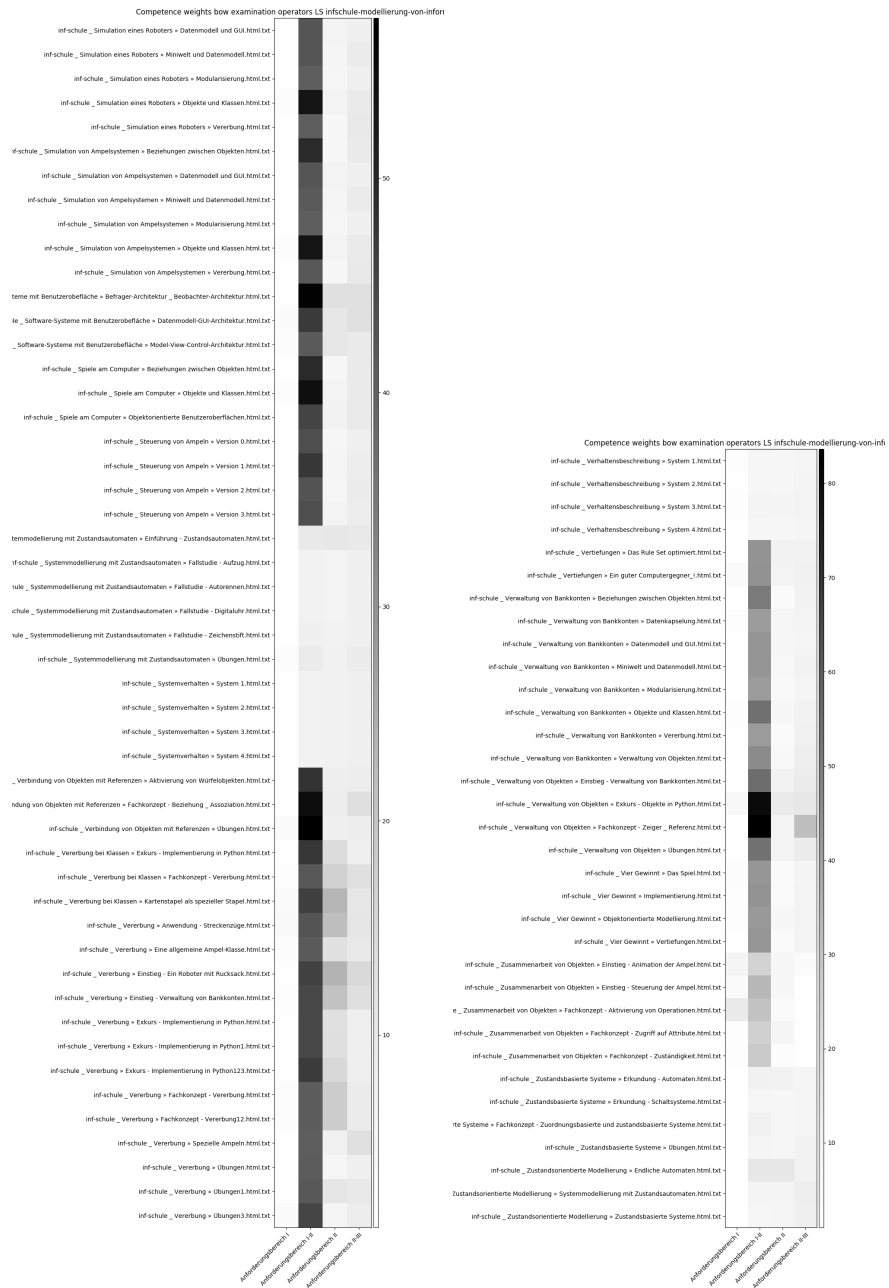 Competence weights bow examination operators LS infschule-modellierung-von-infor
inf-schule _ Simulation eines Roboters » Datenmodell und GUI.html.txt
inf-schule _ Simulation eines Roboters » Miniwelt und Datenmodell.html.txt
inf-schule _ Simulation eines Roboters » Modularisierung.html.txt
inf-schule _ Simulation eines Roboters » Objekte und Klassen.html.txt
inf-schule _ Simulation eines Roboters » Vererbung.html.txt
nf-schule _ Simulation von Ampelsystemen » Beziehungen zwischen Objekten.html.txt
inf-schule _ Simulation von Ampelsystemen » Datenmodell und GUI.html.txt
inf-schule _ Simulation von Ampelsystemen » Miniwelt und Datenmodell.html.txt
inf-schule _ Simulation von Ampelsystemen » Modularisierung.html.txt
inf-schule _ Simulation von Ampelsystemen » Objekte und Klassen.html.txt
inf-schule _ Simulation von Ampelsystemen » Vererbung.html.txt
teme mit Benutzerobefläche » Befrager-Architektur _ Beobachter-Architektur.html.txt
le _ Software-Systeme mit Benutzerobefläche » Datenmodell-GUI-Architektur.html.txt
_ Software-Systeme mit Benutzerobefläche » Model-View-Control-Architektur.html.txt
inf-schule _ Spiele am Computer » Beziehungen zwischen Objekten.html.txt
inf-schule _ Spiele am Computer » Objekte und Klassen.html.txt
inf-schule _ Spiele am Computer » Objektorientierte Benutzeroberflächen.html.txt
inf-schule _ Steuerung von Ampeln » Version 0.html.txt
inf-schule _ Steuerung von Ampeln » Version 1.html.txt
inf-schule _ Steuerung von Ampeln » Version 2.html.txt
inf-schule _ Steuerung von Ampeln » Version 3.html.txt
temmodellierung mit Zustandsautomaten » Einführung - Zustandsautomaten.html.txt
nf-schule _ Systemmodellierung mit Zustandsautomaten » Fallstudie - Aufzug.html.txt
ule _ Systemmodellierung mit Zustandsautomaten » Fallstudie - Autorennen.html.txt
chule _ Systemmodellierung mit Zustandsautomaten » Fallstudie - Digitaluhr.html.txt
ule _ Systemmodellierung mit Zustandsautomaten » Fallstudie - Zeichenstift.html.txt
inf-schule _ Systemmodellierung mit Zustandsautomaten » Übungen.html.txt
inf-schule _ Systemverhalten » System 1.html.txt
inf-schule _ Systemverhalten » System 2.html.txt
inf-schule _ Systemverhalten » System 3.html.txt
inf-schule _ Systemverhalten » System 4.html.txt
_ Verbindung von Objekten mit Referenzen » Aktivierung von Würfelobjekten.html.txt
ndung von Objekten mit Referenzen » Fachkonzept - Beziehung _ Assoziation.html.txt
inf-schule _ Verbindung von Objekten mit Referenzen » Übungen.html.txt
inf-schule _ Vererbung bei Klassen » Exkurs - Implementierung in Python.html.txt
inf-schule _ Vererbung bei Klassen » Fachkonzept - Vererbung.html.txt
inf-schule _ Vererbung bei Klassen » Kartenstapel als spezieller Stapel.html.txt
inf-schule _ Vererbung » Anwendung - Streckenzüge.html.txt
inf-schule _ Vererbung » Eine allgemeine Ampel-Klasse.html.txt
inf-schule _ Vererbung » Einstieg - Ein Roboter mit Rucksack.html.txt
inf-schule _ Vererbung » Einstieg - Verwaltung von Bankkonten.html.txt
inf-schule _ Vererbung » Exkurs - Implementierung in Python.html.txt
inf-schule _ Vererbung » Exkurs - Implementierung in Python1.html.txt
inf-schule _ Vererbung » Exkurs - Implementierung in Python123.html.txt
inf-schule _ Vererbung » Fachkonzept - Vererbung.html.txt
inf-schule _ Vererbung » Fachkonzept - Vererbung12.html.txt
inf-schule _ Vererbung » Spezielle Ampeln.html.txt
inf-schule _ Vererbung » Übungen.html.txt
inf-schule _ Vererbung » Übungen1.html.txt
inf-schule _ Vererbung » Übungen3.html.txt
Anforderungsbereich I
Anforderungsbereich I-II
Anforderungsbereich II
Anforderungsbereich II-III
50
40
30
20
10
Competence weights bow examination operators LS infschule-modellierung-von-info
inf-schule _ Verhaltensbeschreibung » System 1.html.txt
inf-schule _ Verhaltensbeschreibung » System 2.html.txt
inf-schule _ Verhaltensbeschreibung » System 3.html.txt
inf-schule _ Verhaltensbeschreibung » System 4.html.txt
inf-schule _ Vertiefungen » Das Rule Set optimiert.html.txt
inf-schule _ Vertiefungen » Ein guter Computergegner_!.html.txt
inf-schule _ Verwaltung von Bankkonten » Beziehungen zwischen Objekten.html.txt
inf-schule _ Verwaltung von Bankkonten » Datenkapselung.html.txt
inf-schule _ Verwaltung von Bankkonten » Datenmodell und GUI.html.txt
inf-schule _ Verwaltung von Bankkonten » Miniwelt und Datenmodell.html.txt
inf-schule _ Verwaltung von Bankkonten » Modularisierung.html.txt
inf-schule _ Verwaltung von Bankkonten » Objekte und Klassen.html.txt
inf-schule _ Verwaltung von Bankkonten » Vererbung.html.txt
inf-schule _ Verwaltung von Bankkonten » Verwaltung von Objekten.html.txt
inf-schule _ Verwaltung von Objekten » Einstieg - Verwaltung von Bankkonten.html.txt
inf-schule _ Verwaltung von Objekten » Exkurs - Objekte in Python.html.txt
inf-schule _ Verwaltung von Objekten » Fachkonzept - Zeiger _ Referenz.html.txt
inf-schule _ Verwaltung von Objekten » Übungen.html.txt
inf-schule _ Vier Gewinnt » Das Spiel.html.txt
inf-schule _ Vier Gewinnt » Implementierung.html.txt
inf-schule _ Vier Gewinnt » Objektorientierte Modellierung.html.txt
inf-schule _ Vier Gewinnt » Vertiefungen.html.txt
inf-schule _ Zusammenarbeit von Objekten » Einstieg - Animation der Ampel.html.txt
inf-schule _ Zusammenarbeit von Objekten » Einstieg - Steuerung der Ampel.html.txt
e _ Zusammenarbeit von Objekten » Fachkonzept - Aktivierung von Operationen.html.txt
inf-schule _ Zusammenarbeit von Objekten » Fachkonzept - Zugriff auf Attribute.html.txt
inf-schule _ Zusammenarbeit von Objekten » Fachkonzept - Zuständigkeit.html.txt
inf-schule _ Zustandsbasierte Systeme » Erkundung - Automaten.html.txt
inf-schule _ Zustandsbasierte Systeme » Erkundung - Schaltsysteme.html.txt
rte Systeme » Fachkonzept - Zuordnungsbasierte und zustandsbasierte Systeme.html.txt
inf-schule _ Zustandsbasierte Systeme » Übungen.html.txt
inf-schule _ Zustandsorientierte Modellierung » Endliche Automaten.html.txt
Zustandsorientierte Modellierung » Systemmodellierung mit Zustandsautomaten.html.txt
inf-schule _ Zustandsorientierte Modellierung » Zustandsbasierte Systeme.html.txt
Anforderungsbereich I
Anforderungsbereich I-II
Anforderungsbereich II
Anforderungsbereich II-III
80
70
60
50
40
30
20
10